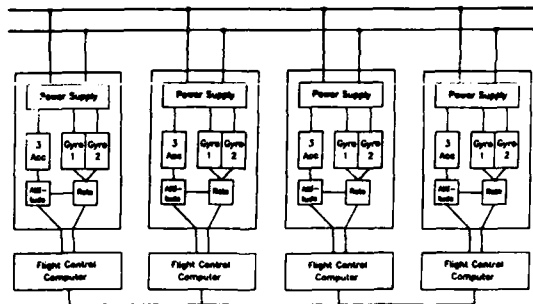 Power Supply Power Supply Power Supply Power Supply
3 Acc Gyro 1 Gyro 2 3 Acc Gyro 1 Gyro 2 3 Acc Gyro 1 Gyro 2 3 Acc Gyro 1 Gyro 2
Atti-tude Rate Atti-tude Rate Atti-tude Rate Atti-tude Rate
Flight Control Flight Control Flight Control Flight Control
Computer Computer Computer Computer